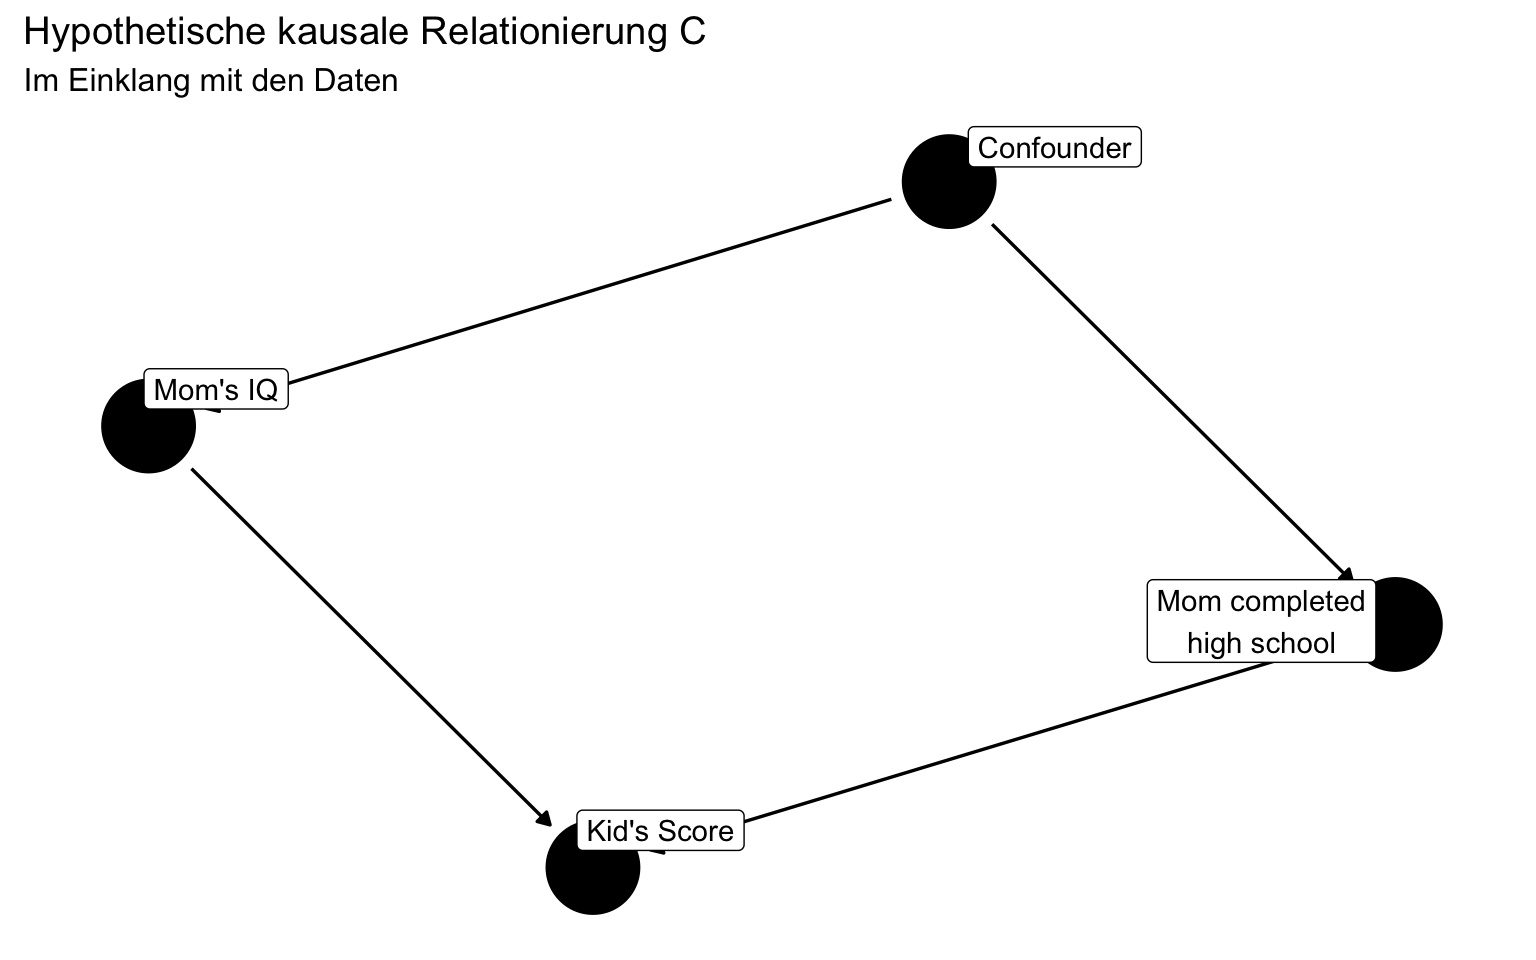 Hypothetische kausale Relationierung C
Im Einklang mit den Daten
Confounder
Mom's IQ
Mom completed
high school
Kid's Score